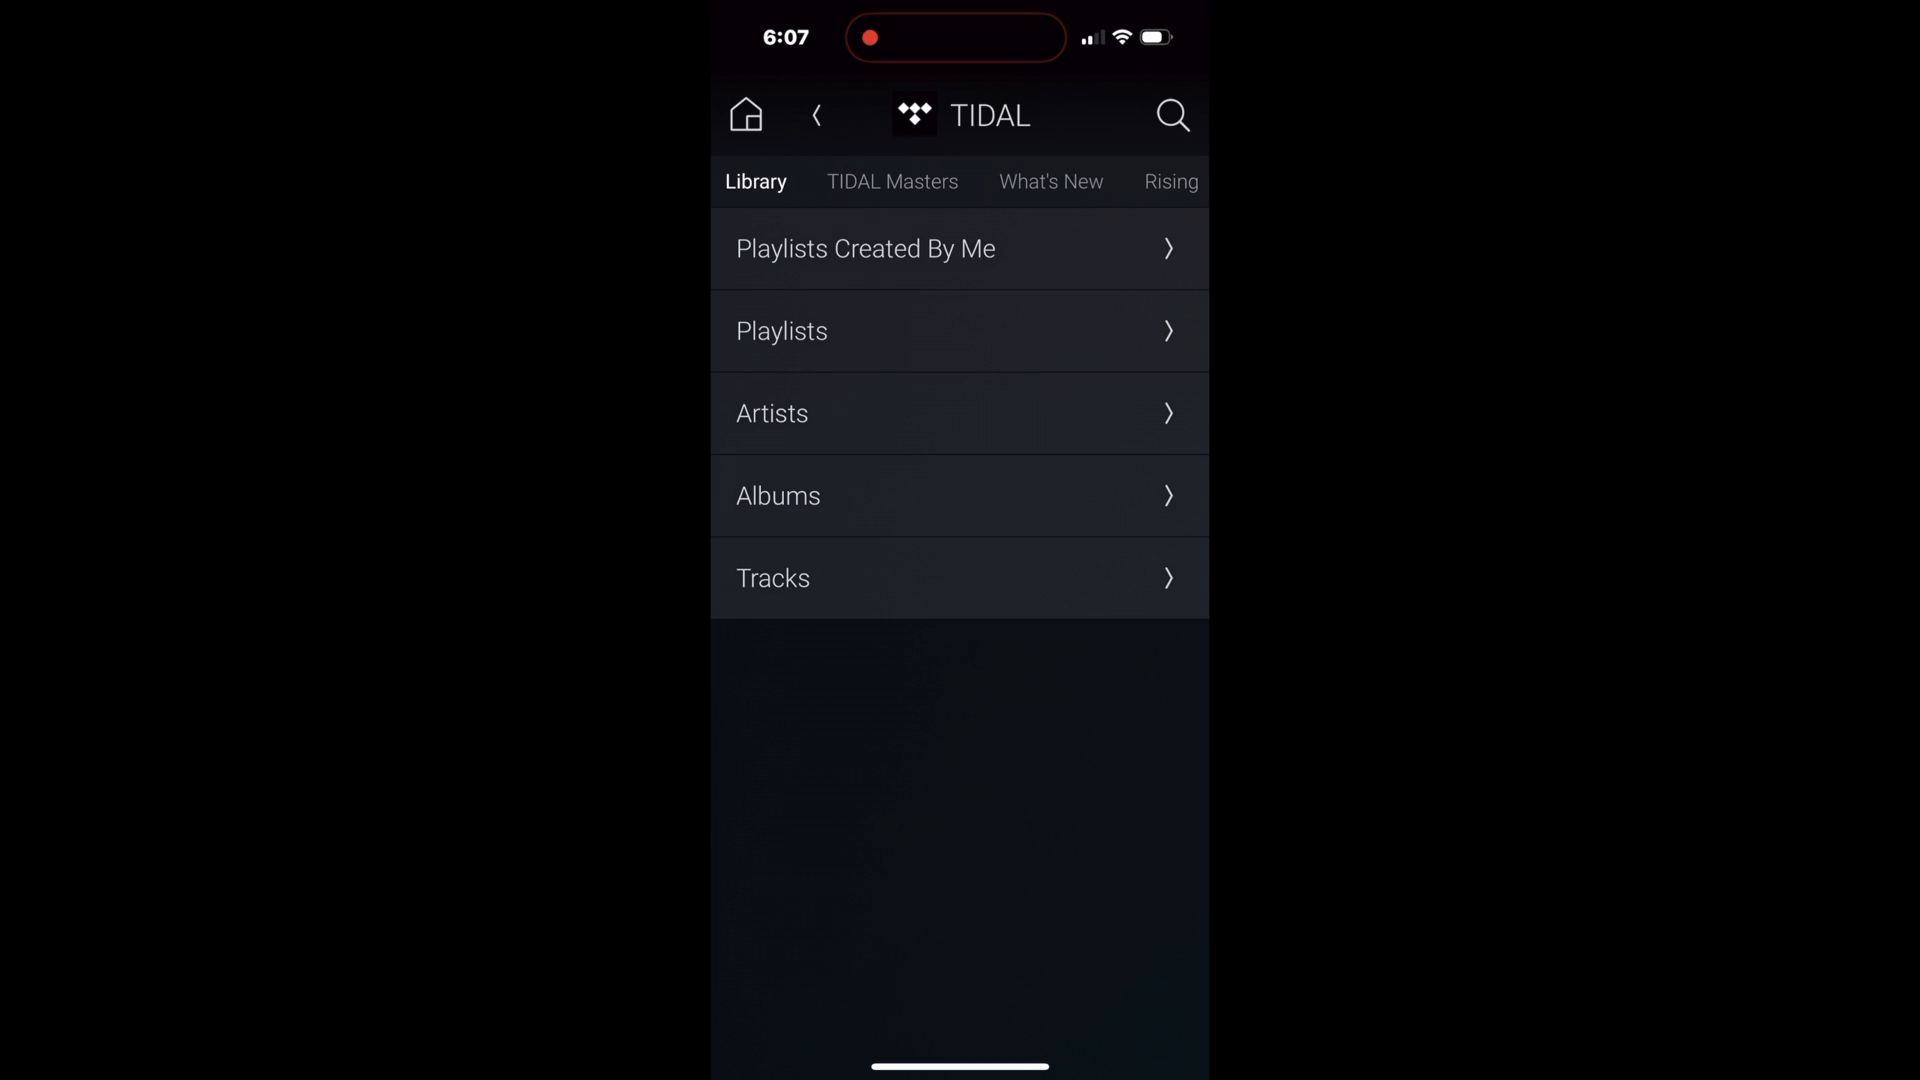 6:07
TIDAL
Library TIDAL Masters What's New Rising
Playlists Created By Me
Playlists
Artists
Albums
Tracks